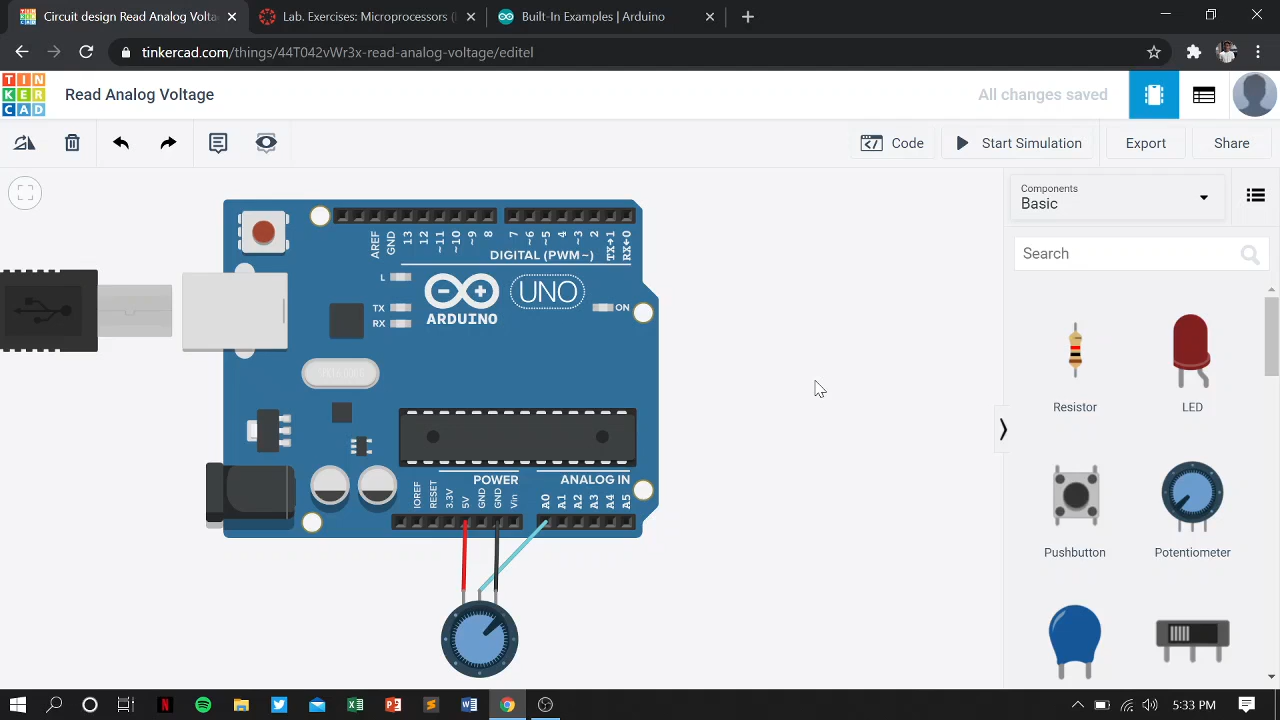 Circuit design Read Analog Voltage
Lab. Exercises: Microprocessors (
Built-In Examples | Arduino
tinkercad.com/things/44T042vWr3x-read-analog-voltage/editel
TIN
KER
CAD
Read Analog Voltage
All changes saved
Code
Start Simulation
Export
Share
Components
Basic
Search
Resistor
LED
Pushbutton
Potentiometer
AREF
GND
13
12
~11
~10
~9
8
7
~6
~5
4
~3
2
TX→1
RX←0
DIGITAL (PWM~)
L
TX
RX
ARDUINO
UNO
ON
POWER
ANALOG IN
IOREF
RESET
3.3V
5V
GND
GND
Vin
A0
A1
A2
A3
A4
A5
5:33 PM